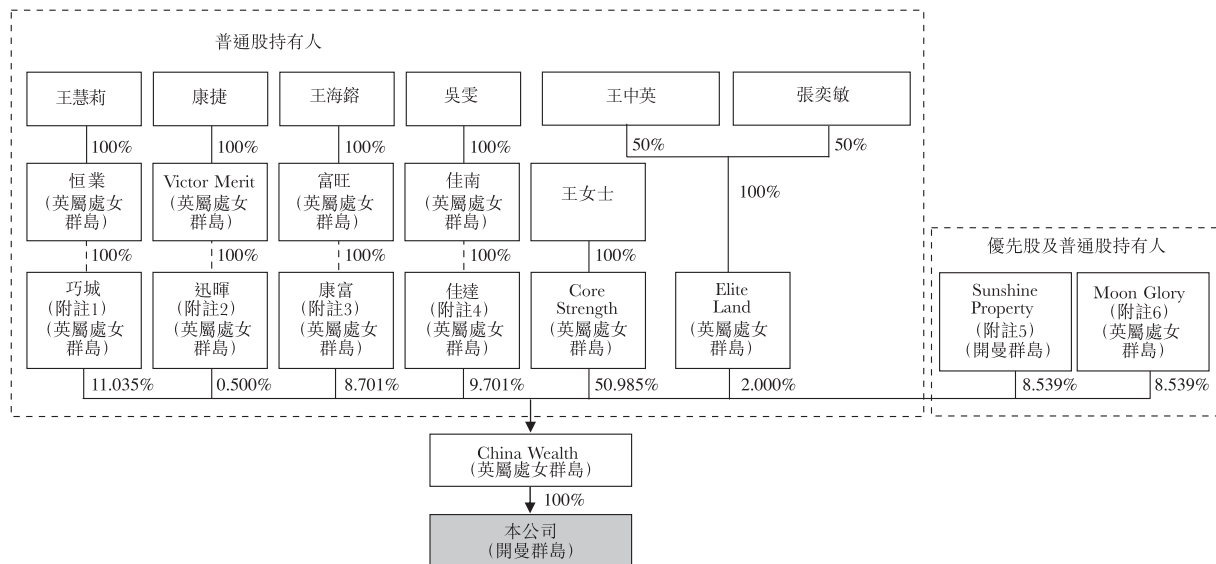 普通股持有人
王慧莉
康捷
王海鎔
吳雯
王中英
張奕敏
100%
100%
100%
100%
50%
50%
恒業
(英屬處女
群島)
Victor Merit
(英屬處女
群島)
富旺
(英屬處女
群島)
佳南
(英屬處女
群島)
王女士
100%
100%
100%
100%
100%
100%
優先股及普通股持有人
巧城
(附註1)
(英屬處女
群島)
迅暉
(附註2)
(英屬處女
群島)
康富
(附註3)
(英屬處女
群島)
佳達
(附註4)
(英屬處女
群島)
Core
Strength
(英屬處女
群島)
Elite
Land
(英屬處女
群島)
Sunshine
Property
(附註5)
(開曼群島)
Moon Glory
(附註6)
(英屬處女
群島)
11.035%
0.500%
8.701%
9.701%
50.985%
2.000%
8.539%
8.539%
China Wealth
(英屬處女群島)
100%
本公司
(開曼群島)